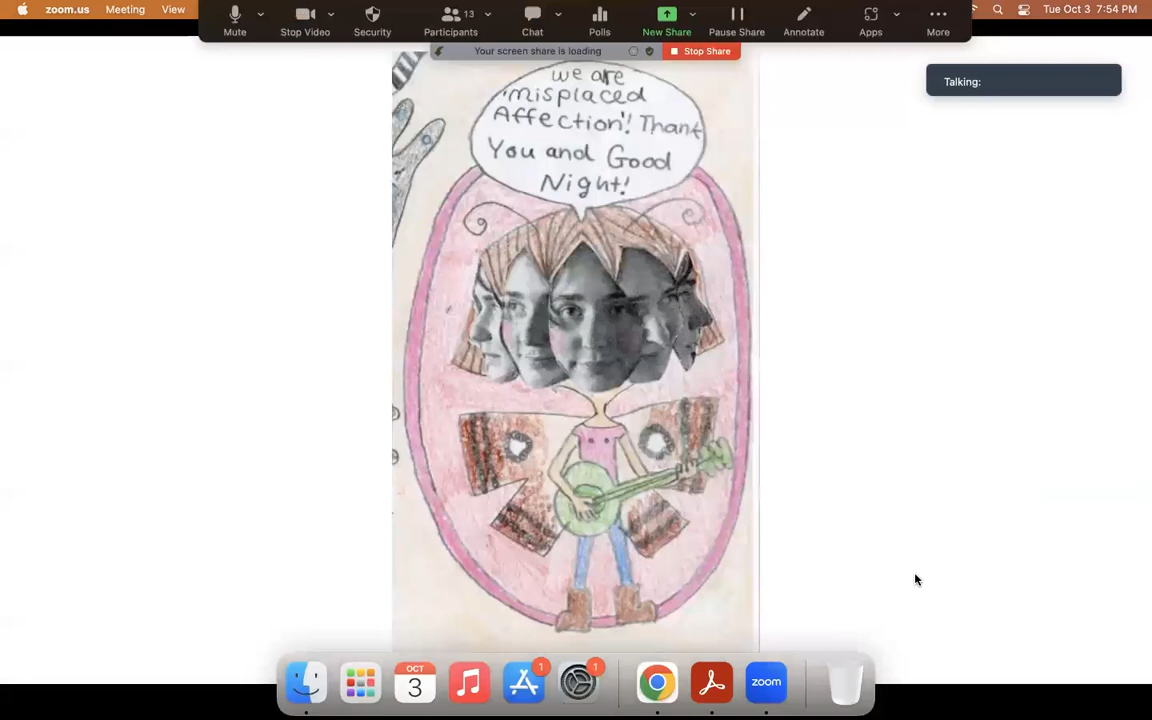 zoom.us Meeting View
Tue Oct 3 7:54 PM
13
Mute Stop Video Security Participants Chat Polls New Share Pause Share Annotate Apps More
Your screen share is loading Stop Share
Talking:
we are
'misplaced
Affection'! Thank
You and Good
Night!
OCT
3
1
1
zoom